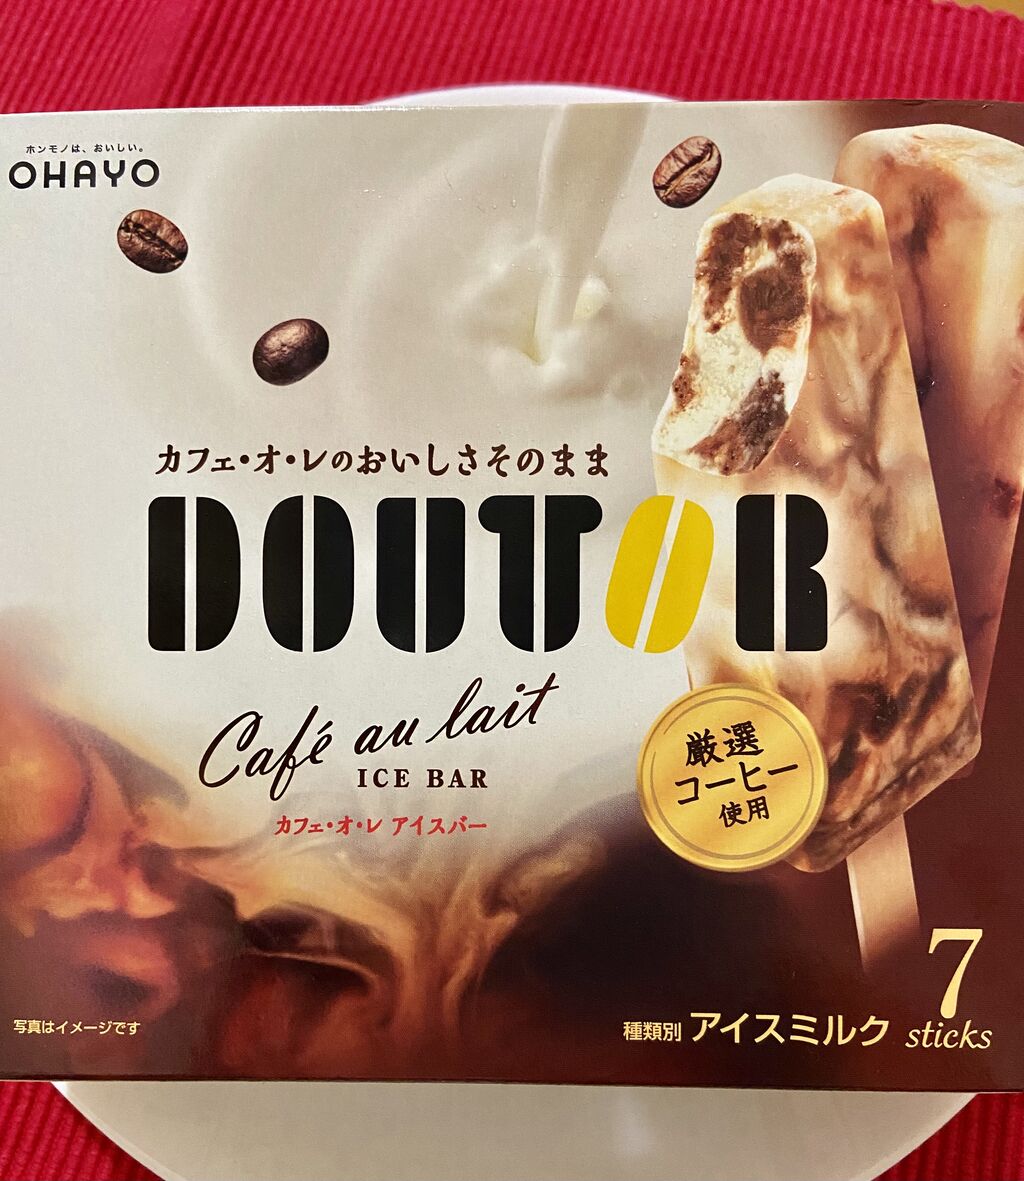 ホンモノは、おいしい。
OHAYO
カフェ・オ・レのおいしさそのまま
DOUTOR
Café au lait
ICE BAR
カフェ・オ・レ アイスバー
厳選
コーヒー
使用
7
sticks
種類別 アイスミルク
写真はイメージです